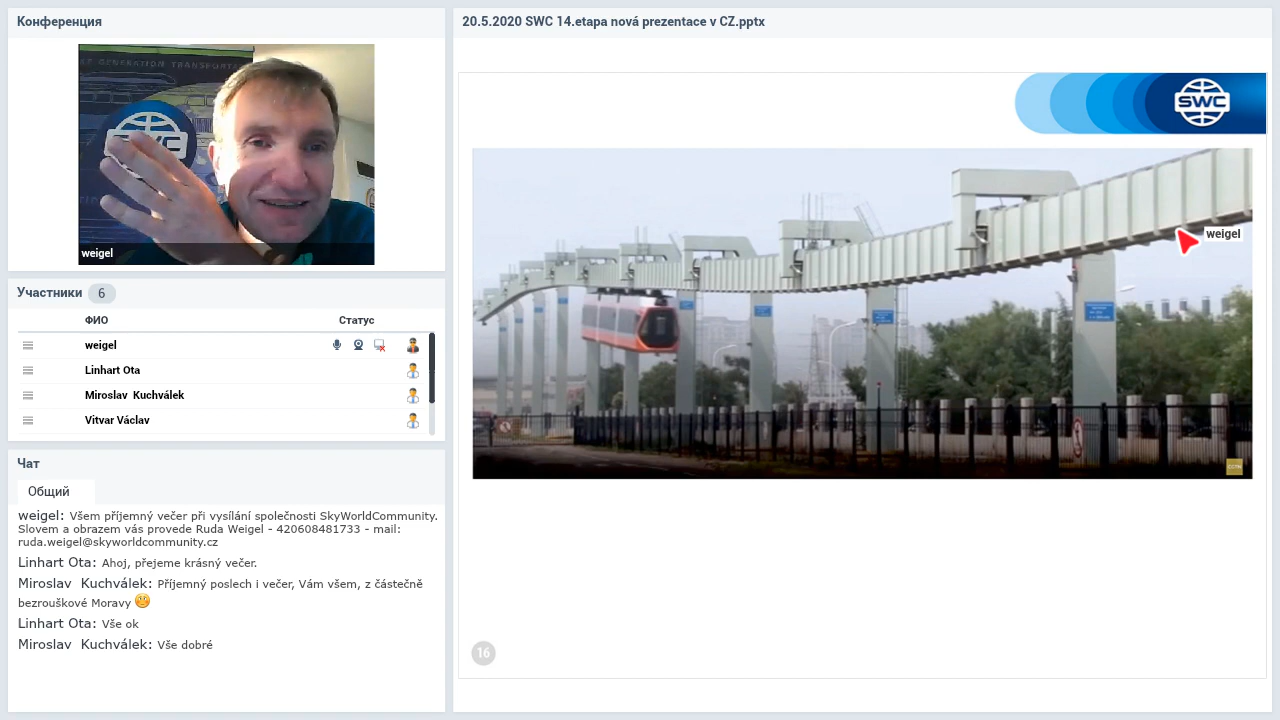 Конференция
20.5.2020 SWC 14.etapa nová prezentace v CZ.pptx
SWC
SWC
weigel
weigel
Участники 6
ФИО Статус
weigel
Linhart Ota
Miroslav Kuchválek
Vitvar Václav
Чат
Общий
weigel: Všem příjemný večer při vysílání společnosti SkyWorldCommunity.
Slovem a obrazem vás provede Ruda Weigel - 420608481733 - mail:
ruda.weigel@skyworldcommunity.cz
Linhart Ota: Ahoj, přejeme krásný večer.
Miroslav Kuchválek: Příjemný poslech i večer, Vám všem, z částečně
bezrouškové Moravy
Linhart Ota: Vše ok
Miroslav Kuchválek: Vše dobré
16